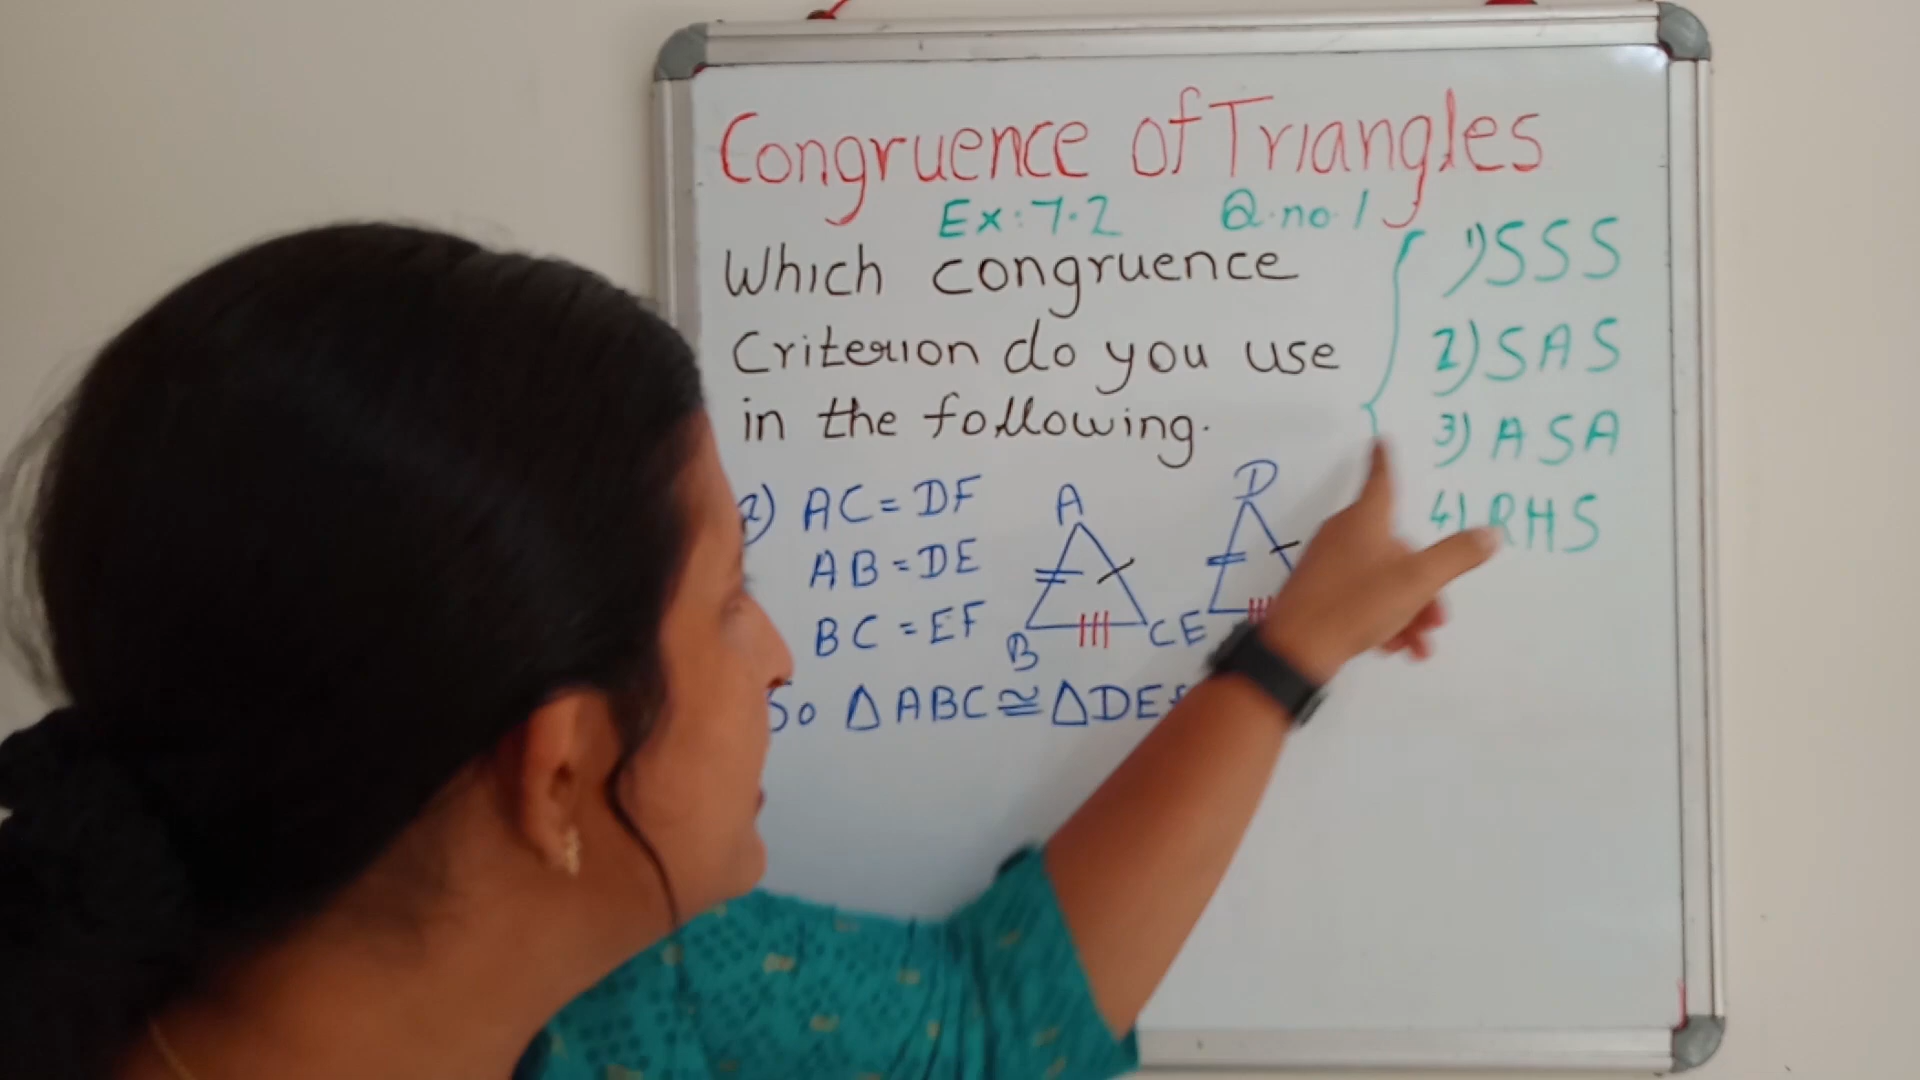 Congruence of Triangles
Ex: 7.2 Q.no.1
Which congruence
Criterion do you use
in the following.
1) SSS
2) SAS
3) ASA
4) RHS
AC = DF
AB = DE
BC = EF
A
B
C
D
E
So △ ABC ≅ △ DEF